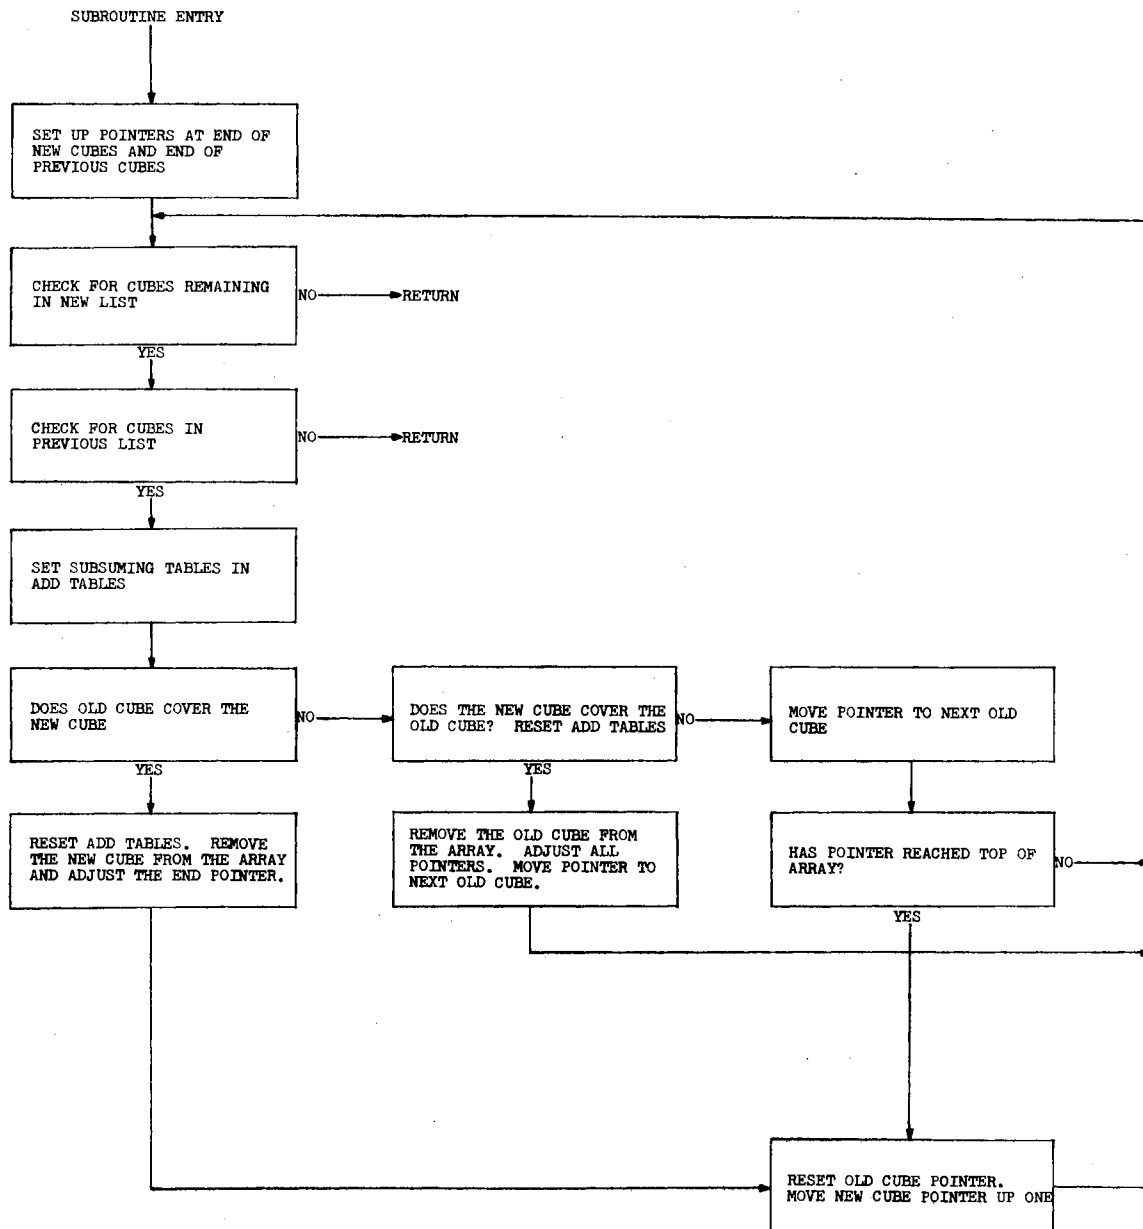 SUBROUTINE ENTRY
SET UP POINTERS AT END OF
NEW CUBES AND END OF
PREVIOUS CUBES
CHECK FOR CUBES REMAINING
IN NEW LIST
NO
RETURN
YES
CHECK FOR CUBES IN
PREVIOUS LIST
NO
RETURN
YES
SET SUBSUMING TABLES IN
ADD TABLES
DOES OLD CUBE COVER THE
NEW CUBE
NO
DOES THE NEW CUBE COVER THE
OLD CUBE? RESET ADD TABLES
NO
MOVE POINTER TO NEXT OLD
CUBE
YES
YES
RESET ADD TABLES. REMOVE
THE NEW CUBE FROM THE ARRAY
AND ADJUST THE END POINTER.
REMOVE THE OLD CUBE FROM
THE ARRAY. ADJUST ALL
POINTERS. MOVE POINTER TO
NEXT OLD CUBE.
HAS POINTER REACHED TOP OF
ARRAY?
NO
YES
RESET OLD CUBE POINTER.
MOVE NEW CUBE POINTER UP ONE